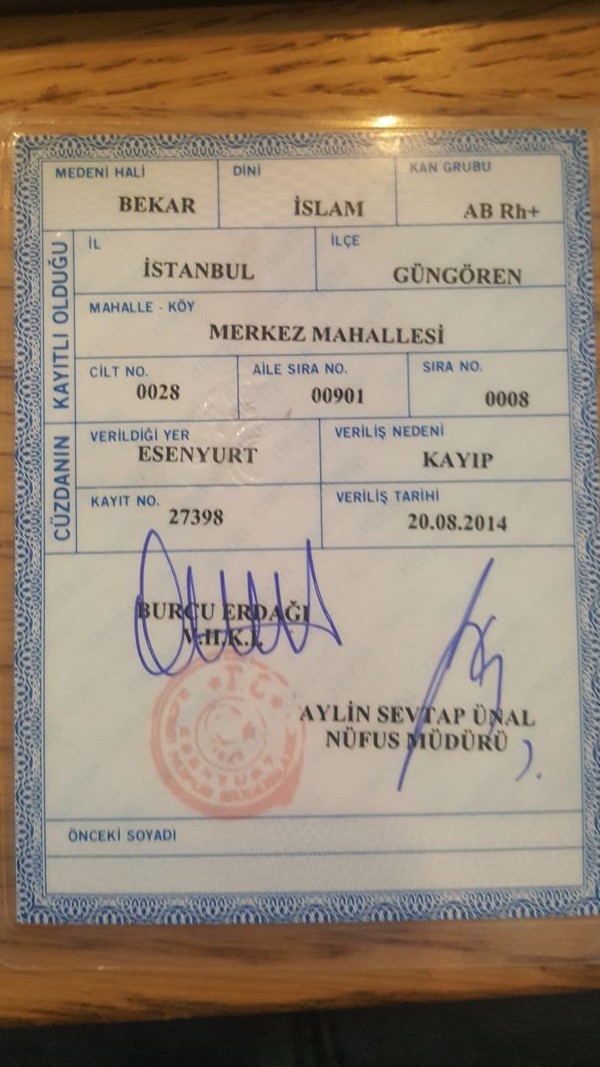 MEDENİ HALİ DİNİ KAN GRUBU
BEKAR İSLAM AB Rh+
CÜZDANIN KAYITLI OLDUĞU
İL İLÇE
İSTANBUL GÜNGÖREN
MAHALLE - KÖY
MERKEZ MAHALLESİ
CİLT NO. AİLE SIRA NO. SIRA NO.
0028 00901 0008
VERİLDİĞİ YER VERİLİŞ NEDENİ
ESENYURT KAYIP
KAYIT NO. VERİLİŞ TARİHİ
27398 20.08.2014
BURCU ERDAĞI
V.H.K.İ.
T.C.
ESENYURT
AYLİN SEVTAP ÜNAL
NÜFUS MÜDÜRÜ
ÖNCEKİ SOYADI